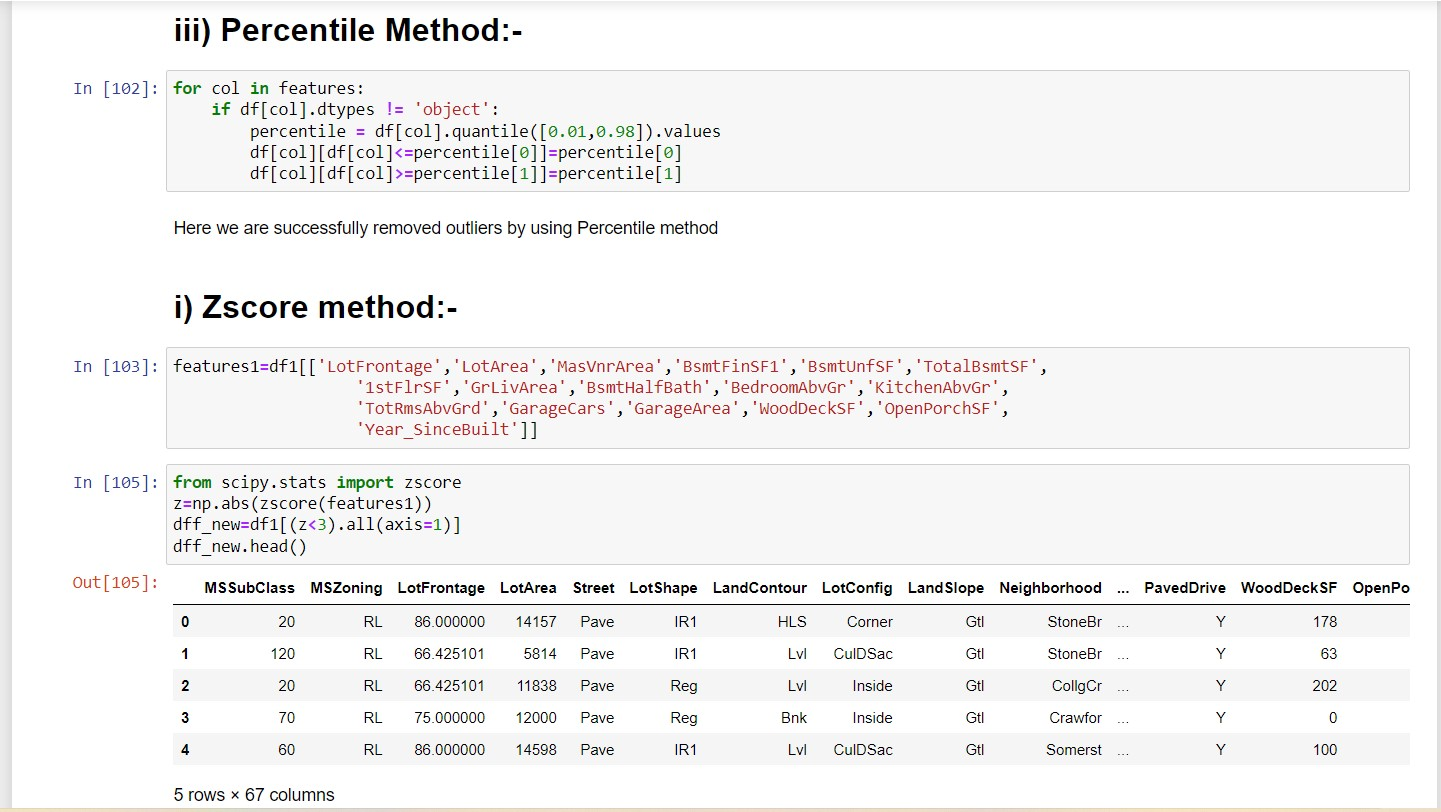 iii) Percentile Method:-
In [102]: for col in features:
    if df[col].dtypes != 'object':
        percentile = df[col].quantile([0.01,0.98]).values
        df[col][df[col]<=percentile[0]]=percentile[0]
        df[col][df[col]>=percentile[1]]=percentile[1]
Here we are successfully removed outliers by using Percentile method
i) Zscore method:-
In [103]: features1=df1[['LotFrontage','LotArea','MasVnrArea','BsmtFinSF1','BsmtUnfSF','TotalBsmtSF',
'1stFlrSF','GrLivArea','BsmtHalfBath','BedroomAbvGr','KitchenAbvGr',
'TotRmsAbvGrd','GarageCars','GarageArea','WoodDeckSF','OpenPorchSF',
'Year_SinceBuilt']]
In [105]: from scipy.stats import zscore
z=np.abs(zscore(features1))
dff_new=df1[(z<3).all(axis=1)]
dff_new.head()
Out[105]: MSSubClass MSZoning LotFrontage LotArea Street LotShape LandContour LotConfig LandSlope Neighborhood ... PavedDrive WoodDeckSF OpenPo
0 20 RL 86.000000 14157 Pave IR1 HLS Corner Gtl StoneBr ... Y 178
1 120 RL 66.425101 5814 Pave IR1 Lvl CulDSac Gtl StoneBr ... Y 63
2 20 RL 66.425101 11838 Pave Reg Lvl Inside Gtl CollgCr ... Y 202
3 70 RL 75.000000 12000 Pave Reg Bnk Inside Gtl Crawfor ... Y 0
4 60 RL 86.000000 14598 Pave IR1 Lvl CulDSac Gtl Somerst ... Y 100
5 rows × 67 columns